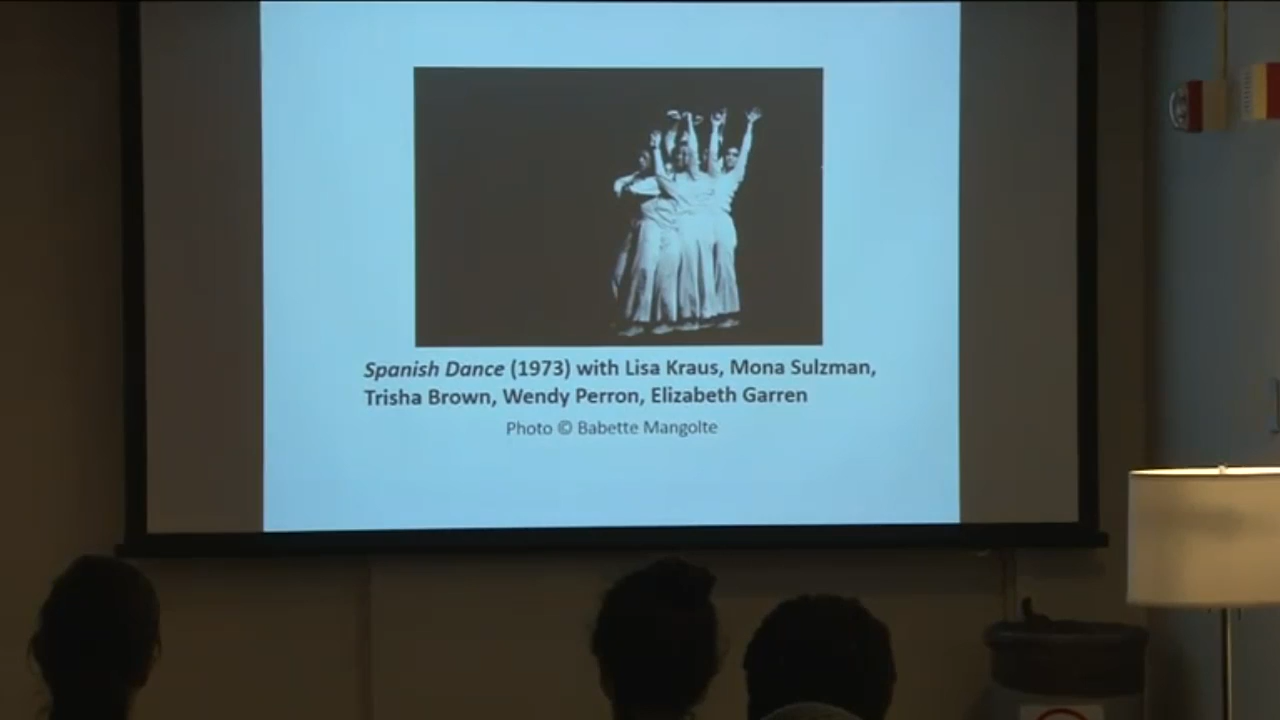 Spanish Dance (1973) with Lisa Kraus, Mona Sulzman,
Trisha Brown, Wendy Perron, Elizabeth Garren
Photo © Babette Mangolte